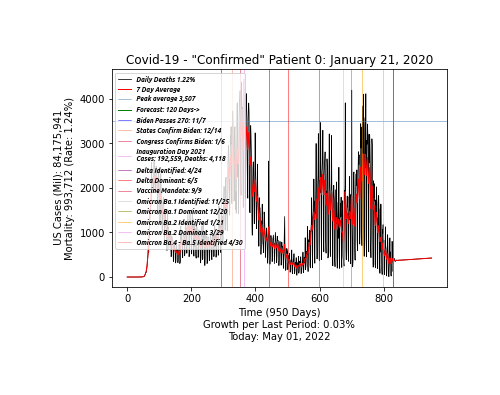 Covid-19 - "Confirmed" Patient 0: January 21, 2020
US Cases (Mil): 84,175,941
Mortality: 993,712 (Rate: 1.24%)
4000
3000
2000
1000
0
Daily Deaths 1.22%
7 Day Average
Peak average 3,507
Forecast: 120 Days->
Biden Passes 270: 11/7
States Confirm Biden: 12/14
Congress Confirms Biden: 1/6
Inauguration Day 2021
Cases: 192,559, Deaths: 4,118
Delta Identified: 4/24
Delta Dominant: 6/5
Vaccine Mandate: 9/9
Omicron Ba.1 Identified: 11/25
Omicron Ba.1 Dominant 12/20
Omicron Ba.2 Identified 1/21
Omicron Ba.2 Dominant 3/29
Omicron Ba.4 - Ba.5 Identified 4/30
0 200 400 600 800
Time (950 Days)
Growth per Last Period: 0.03%
Today: May 01, 2022